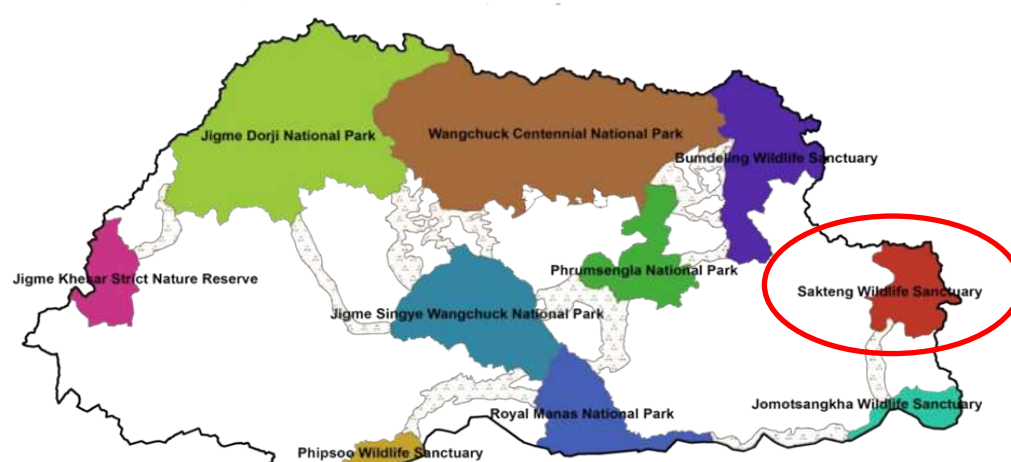 Jigme Dorji National Park
Wangchuck Centennial National Park
Bumdeling Wildlife Sanctuary
Jigme Khesar Strict Nature Reserve
Phrumsengla National Park
Sakteng Wildlife Sanctuary
Jigme Singye Wangchuck National Park
Jomotsangkha Wildlife Sanctuary
Royal Manas National Park
Phipsoo Wildlife Sanctuary